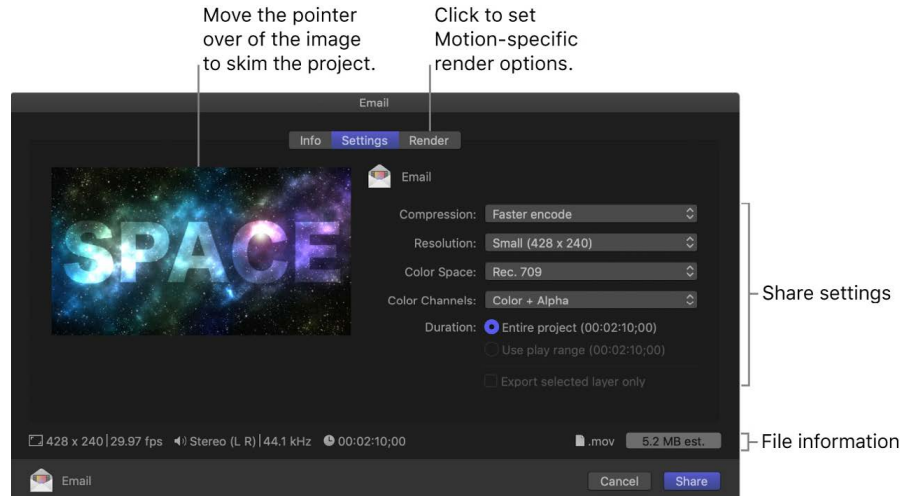 Move the pointer
over of the image
to skim the project.
Click to set
Motion-specific
render options.
Email
Info Settings Render
SPACE
Email
Compression: Faster encode
Resolution: Small (428 x 240)
Color Space: Rec. 709
Color Channels: Color + Alpha
Duration: Entire project (00:02:10;00)
Use play range (00:02:10;00)
Export selected layer only
Share settings
428 x 240 | 29.97 fps Stereo (L R) | 44.1 kHz 00:02:10;00 .mov 5.2 MB est.
File information
Email Cancel Share